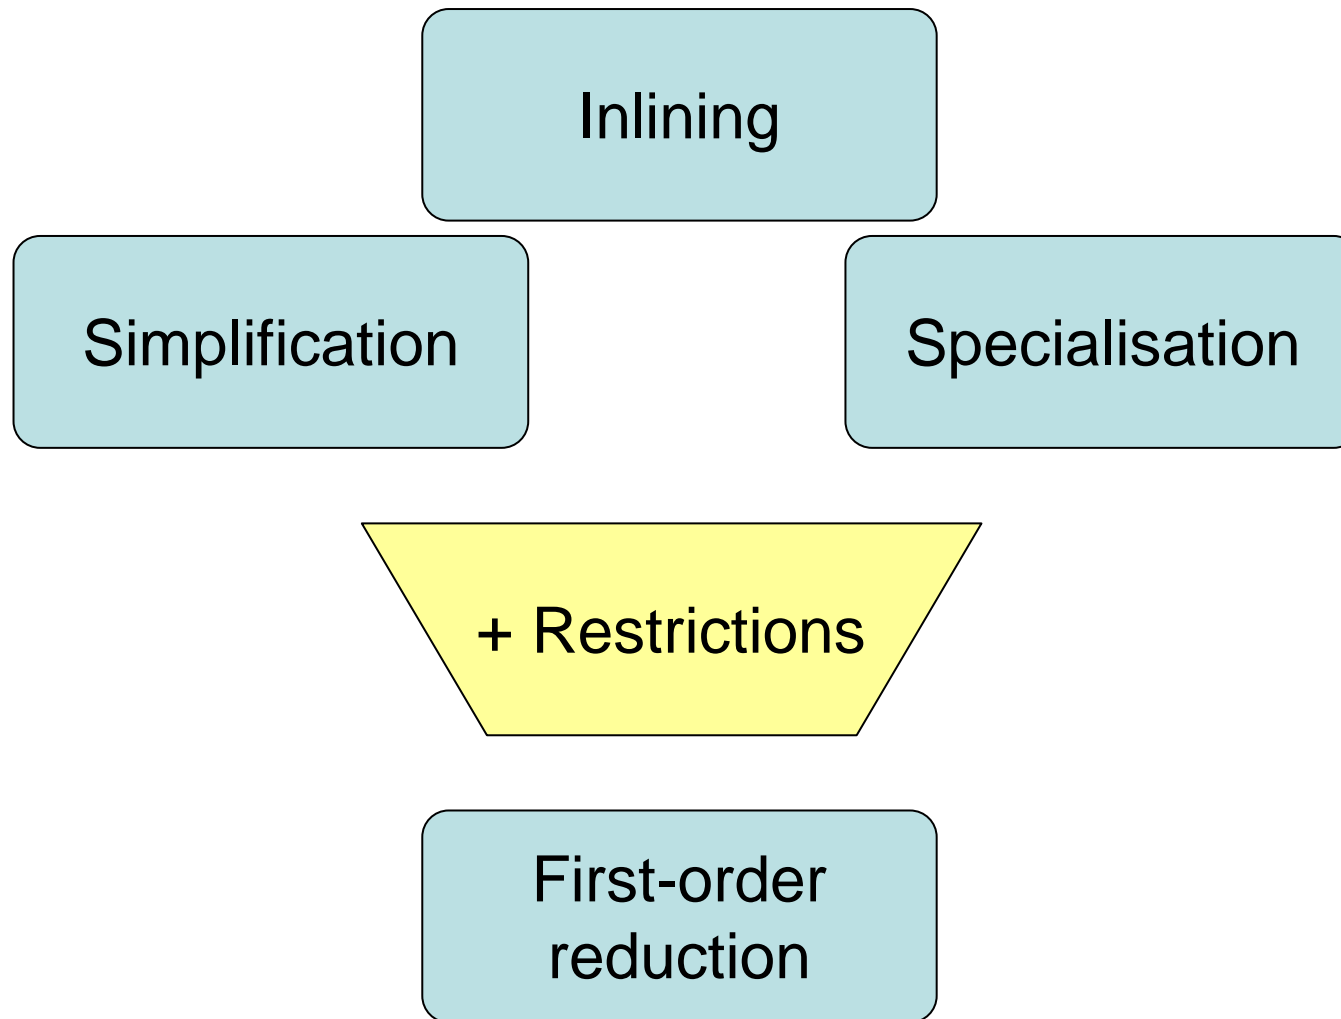 Inlining
Simplification
Specialisation
+ Restrictions
First-order
reduction